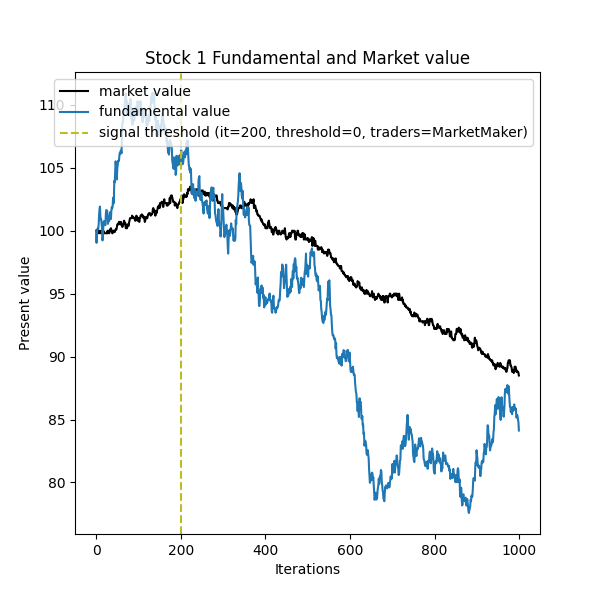 Stock 1 Fundamental and Market value
market value
fundamental value
signal threshold (it=200, threshold=0, traders=MarketMaker)
110
105
100
95
90
85
80
Present value
0 200 400 600 800 1000
Iterations